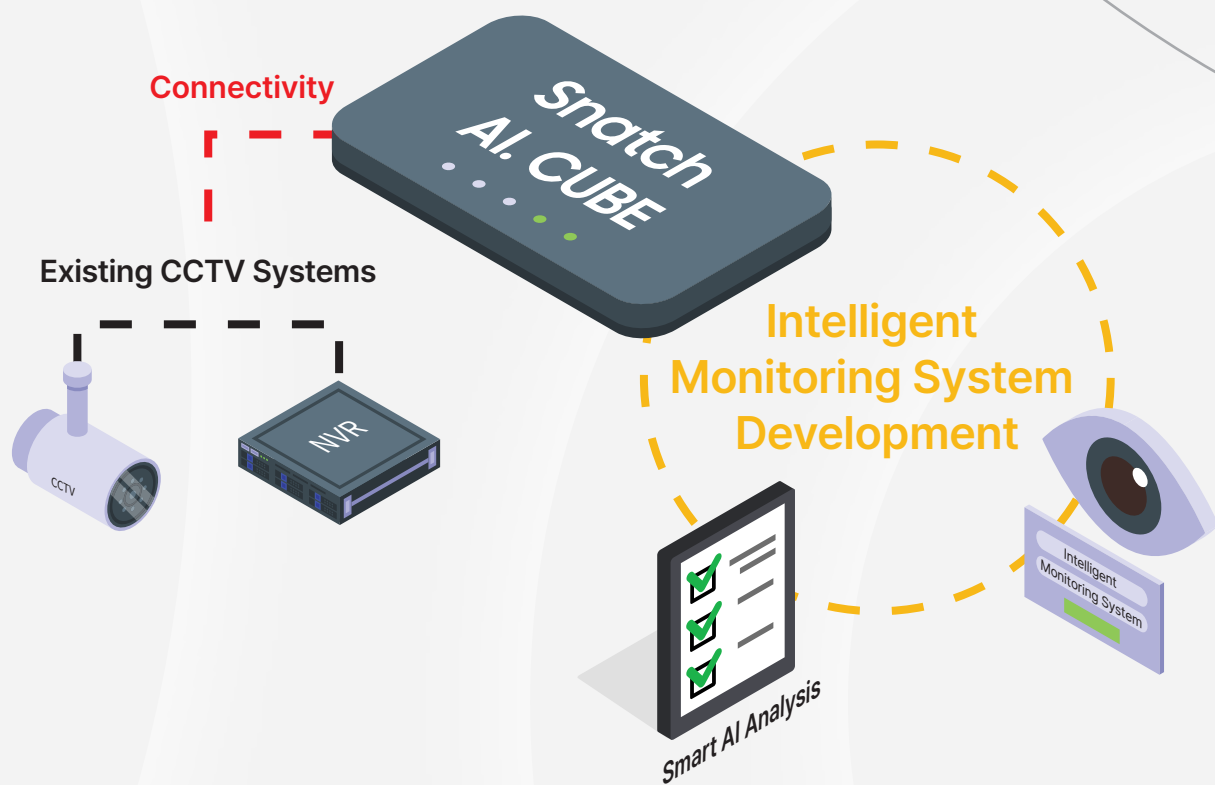 Connectivity
Snatch
AI. CUBE
Existing CCTV Systems
CCTV
NVR
Intelligent
Monitoring System
Development
Intelligent
Monitoring System
Smart AI Analysis